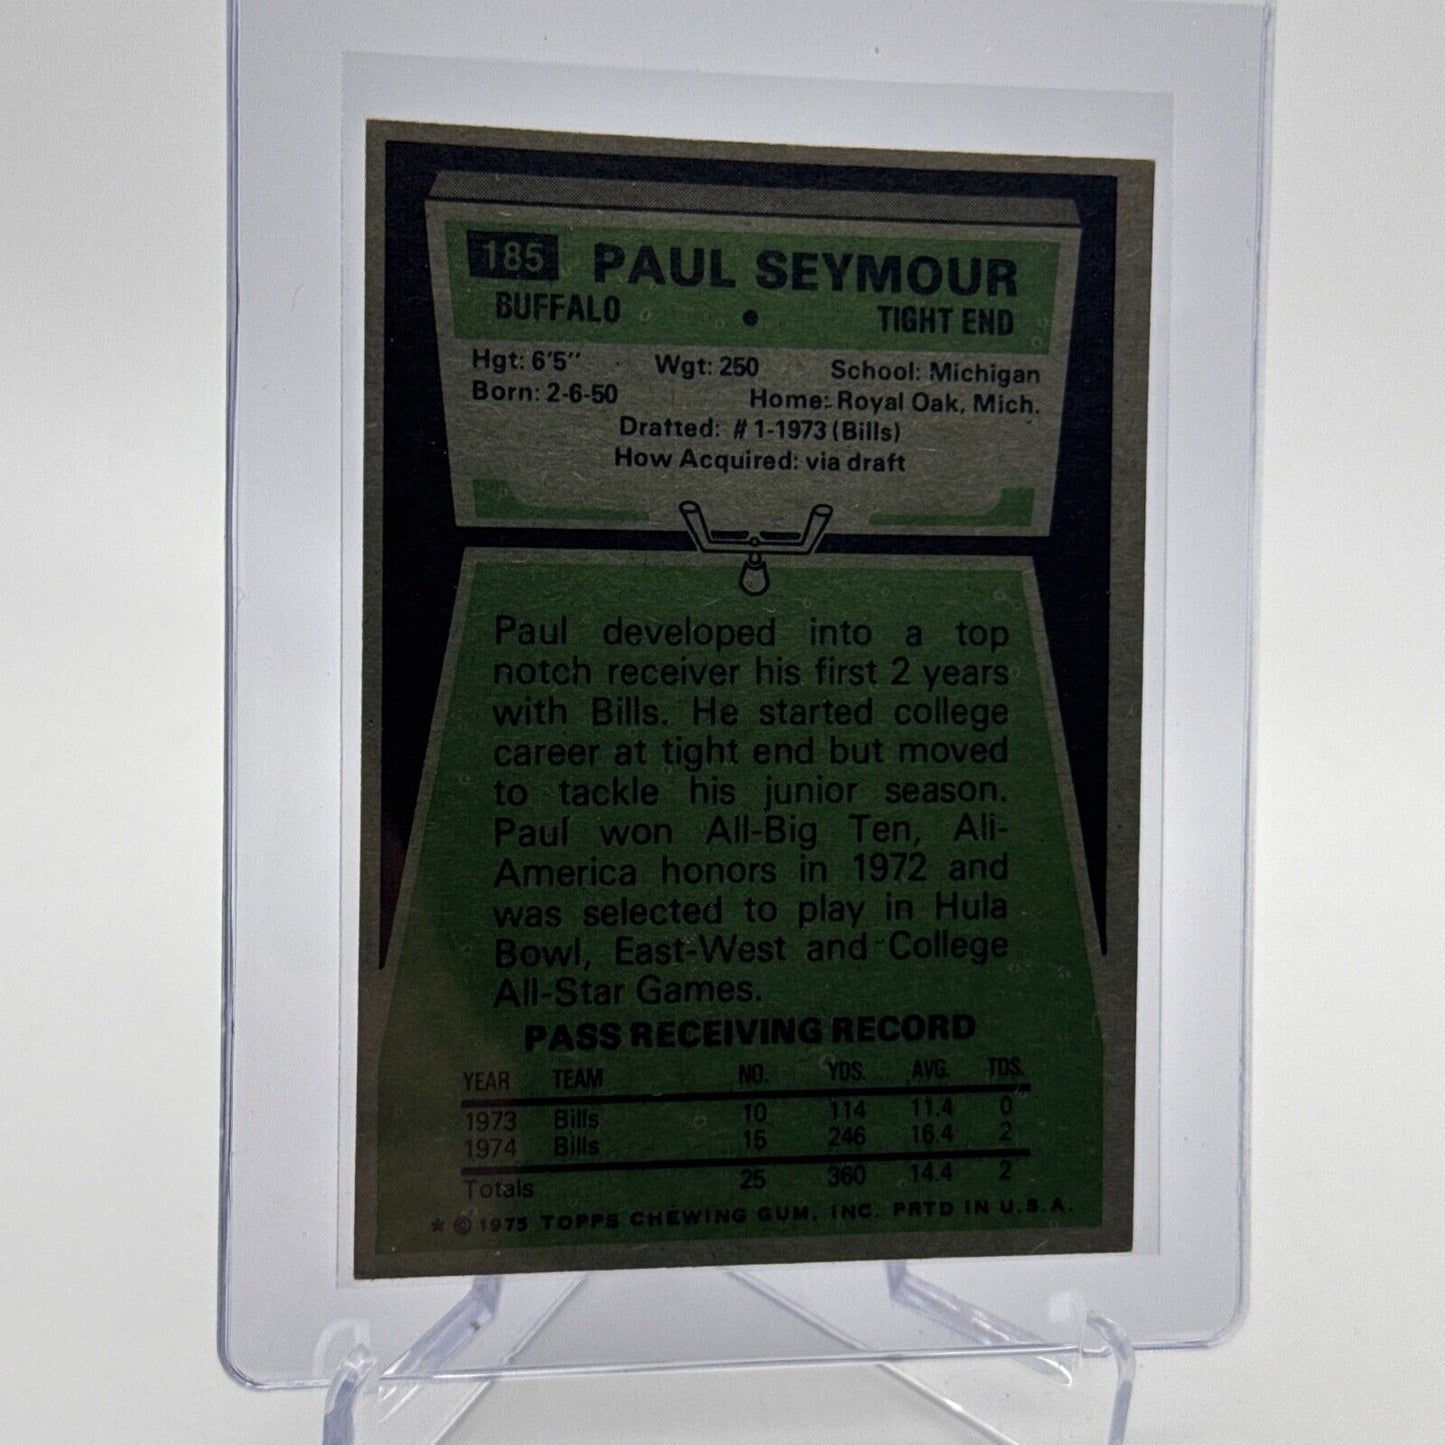 185 PAUL SEYMOUR
BUFFALO • TIGHT END
Hgt: 6'5" Wgt: 250 School: Michigan
Born: 2-6-50 Home: Royal Oak, Mich.
Drafted: #1-1973 (Bills)
How Acquired: via draft
Paul developed into a top
notch receiver his first 2 years
with Bills. He started college
career at tight end but moved
to tackle his junior season.
Paul won All-Big Ten, All-
America honors in 1972 and
was selected to play in Hula
Bowl, East-West and College
All-Star Games.
PASS RECEIVING RECORD
YEAR TEAM NO. YDS. AVG. TDS.
1973 Bills 10 114 11.4 0
1974 Bills 15 246 16.4 2
Totals 25 360 14.4 2
* © 1975 TOPPS CHEWING GUM, INC. PRTD IN U.S.A.